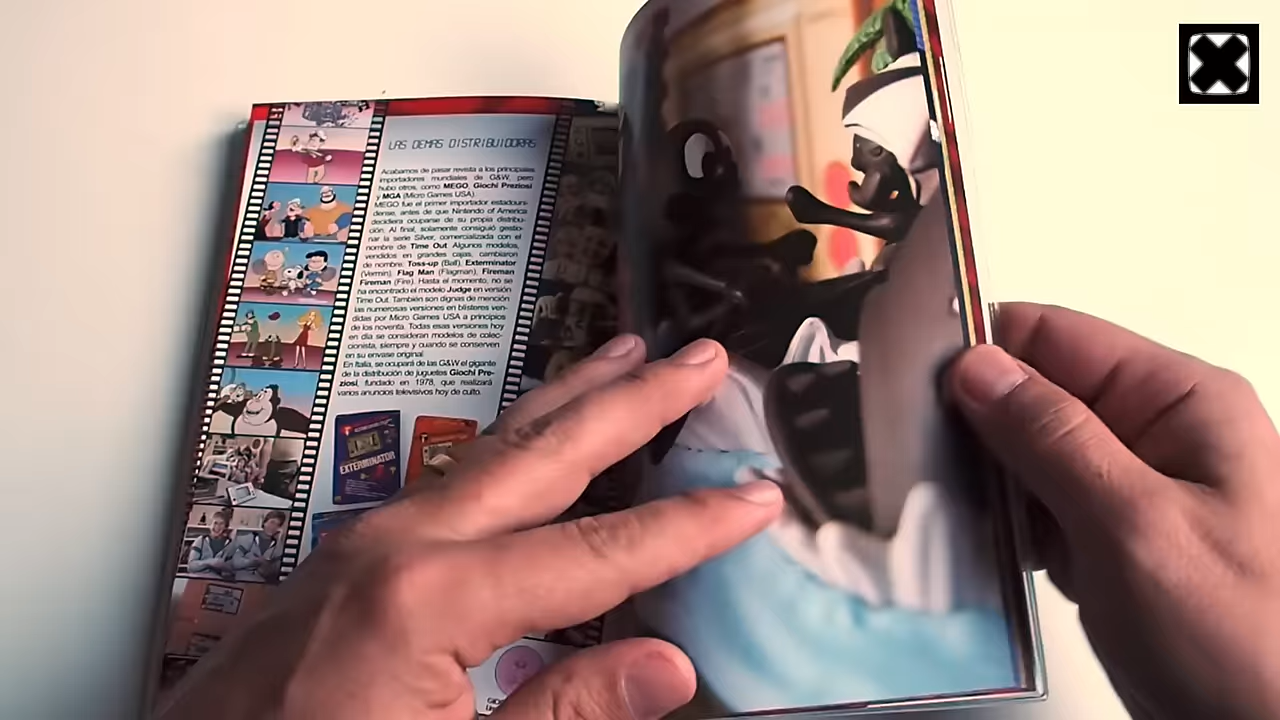 LAS DEMAS DISTRIBUIDORAS
Acabamos de pasar revista a los principales
importadores mundiales de G&W, pero
hubo otros, como MEGO, Giochi Preziosi
y MGA (Micro Games USA).
MEGO fue el primer importador estadouni-
dense, antes de que Nintendo of America
decidiera ocuparse de su propia distribu-
ción. Al final, solamente consiguió gestio-
nar la serie Silver, comercializada con el
nombre de Time Out. Algunos modelos,
vendidos en grandes cajas, cambiaron
de nombre: Toss-up (Ball), Exterminator
(Vermin), Flag Man (Flagman), Fireman
Fireman (Fire). Hasta el momento, no se
ha encontrado el modelo Judge en versión
Time Out. También son dignas de mención
las numerosas versiones en blísteres ven-
didas por Micro Games USA a principios
de los noventa. Todas esas versiones hoy
en día se consideran modelos de colec-
cionista, siempre y cuando se conserven
en su envase original.
En Italia, se ocupará de las G&W el gigante
de la distribución de juguetes Giochi Pre-
ziosi, fundado en 1978, que realizará
varios anuncios televisivos hoy de culto.
EXTERMINATOR